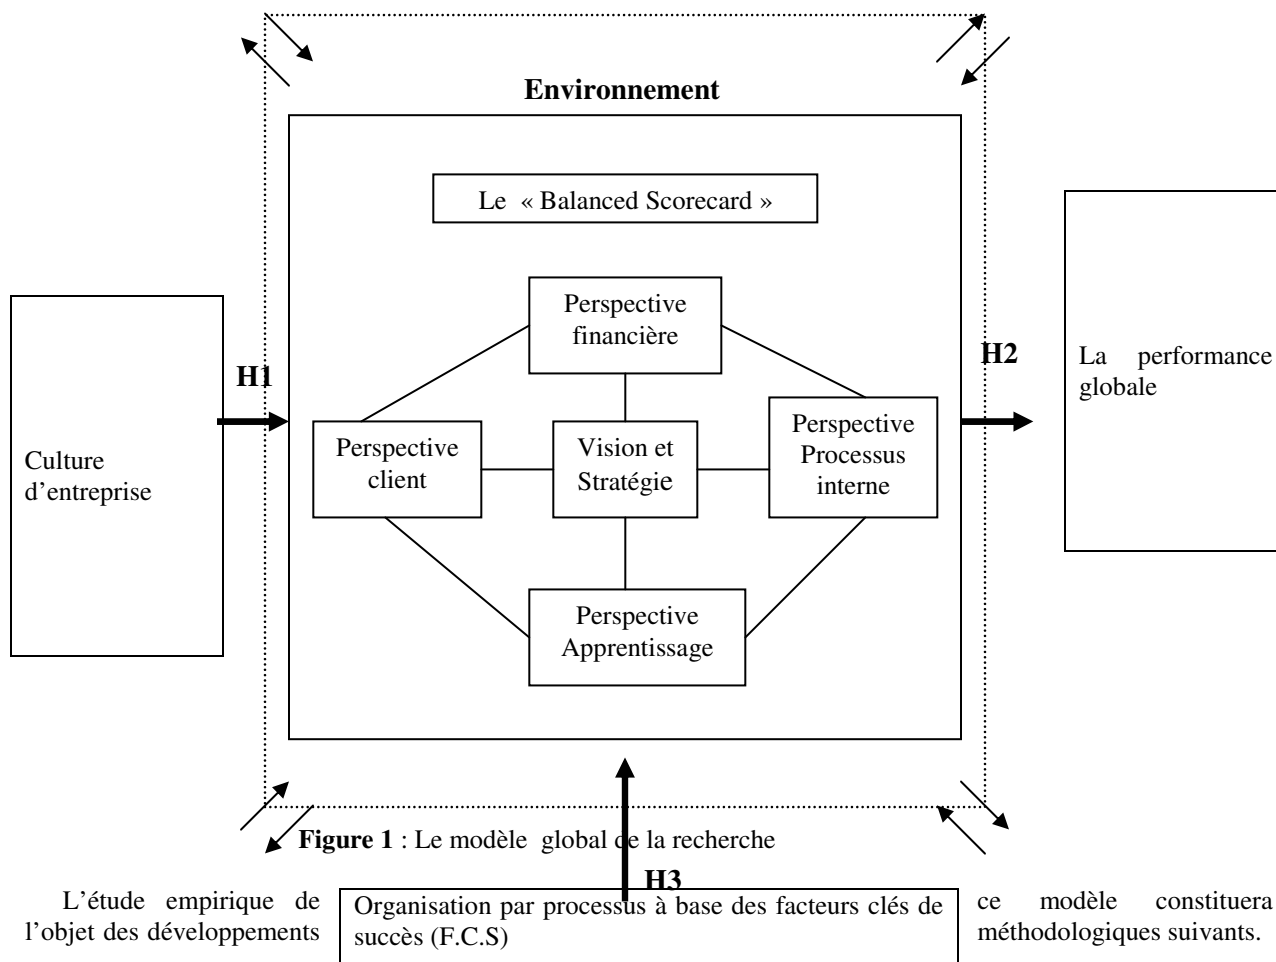 Environnement
Le « Balanced Scorecard »
Perspective
financière
H1
H2
La performance
globale
Culture
d'entreprise
Perspective
client
Vision et
Stratégie
Perspective
Processus
interne
Perspective
Apprentissage
Figure 1 : Le modèle global de la recherche
H3
L'étude empirique de
l'objet des développements
Organisation par processus à base des facteurs clés de
succès (F.C.S)
ce modèle constituera
méthodologiques suivants.